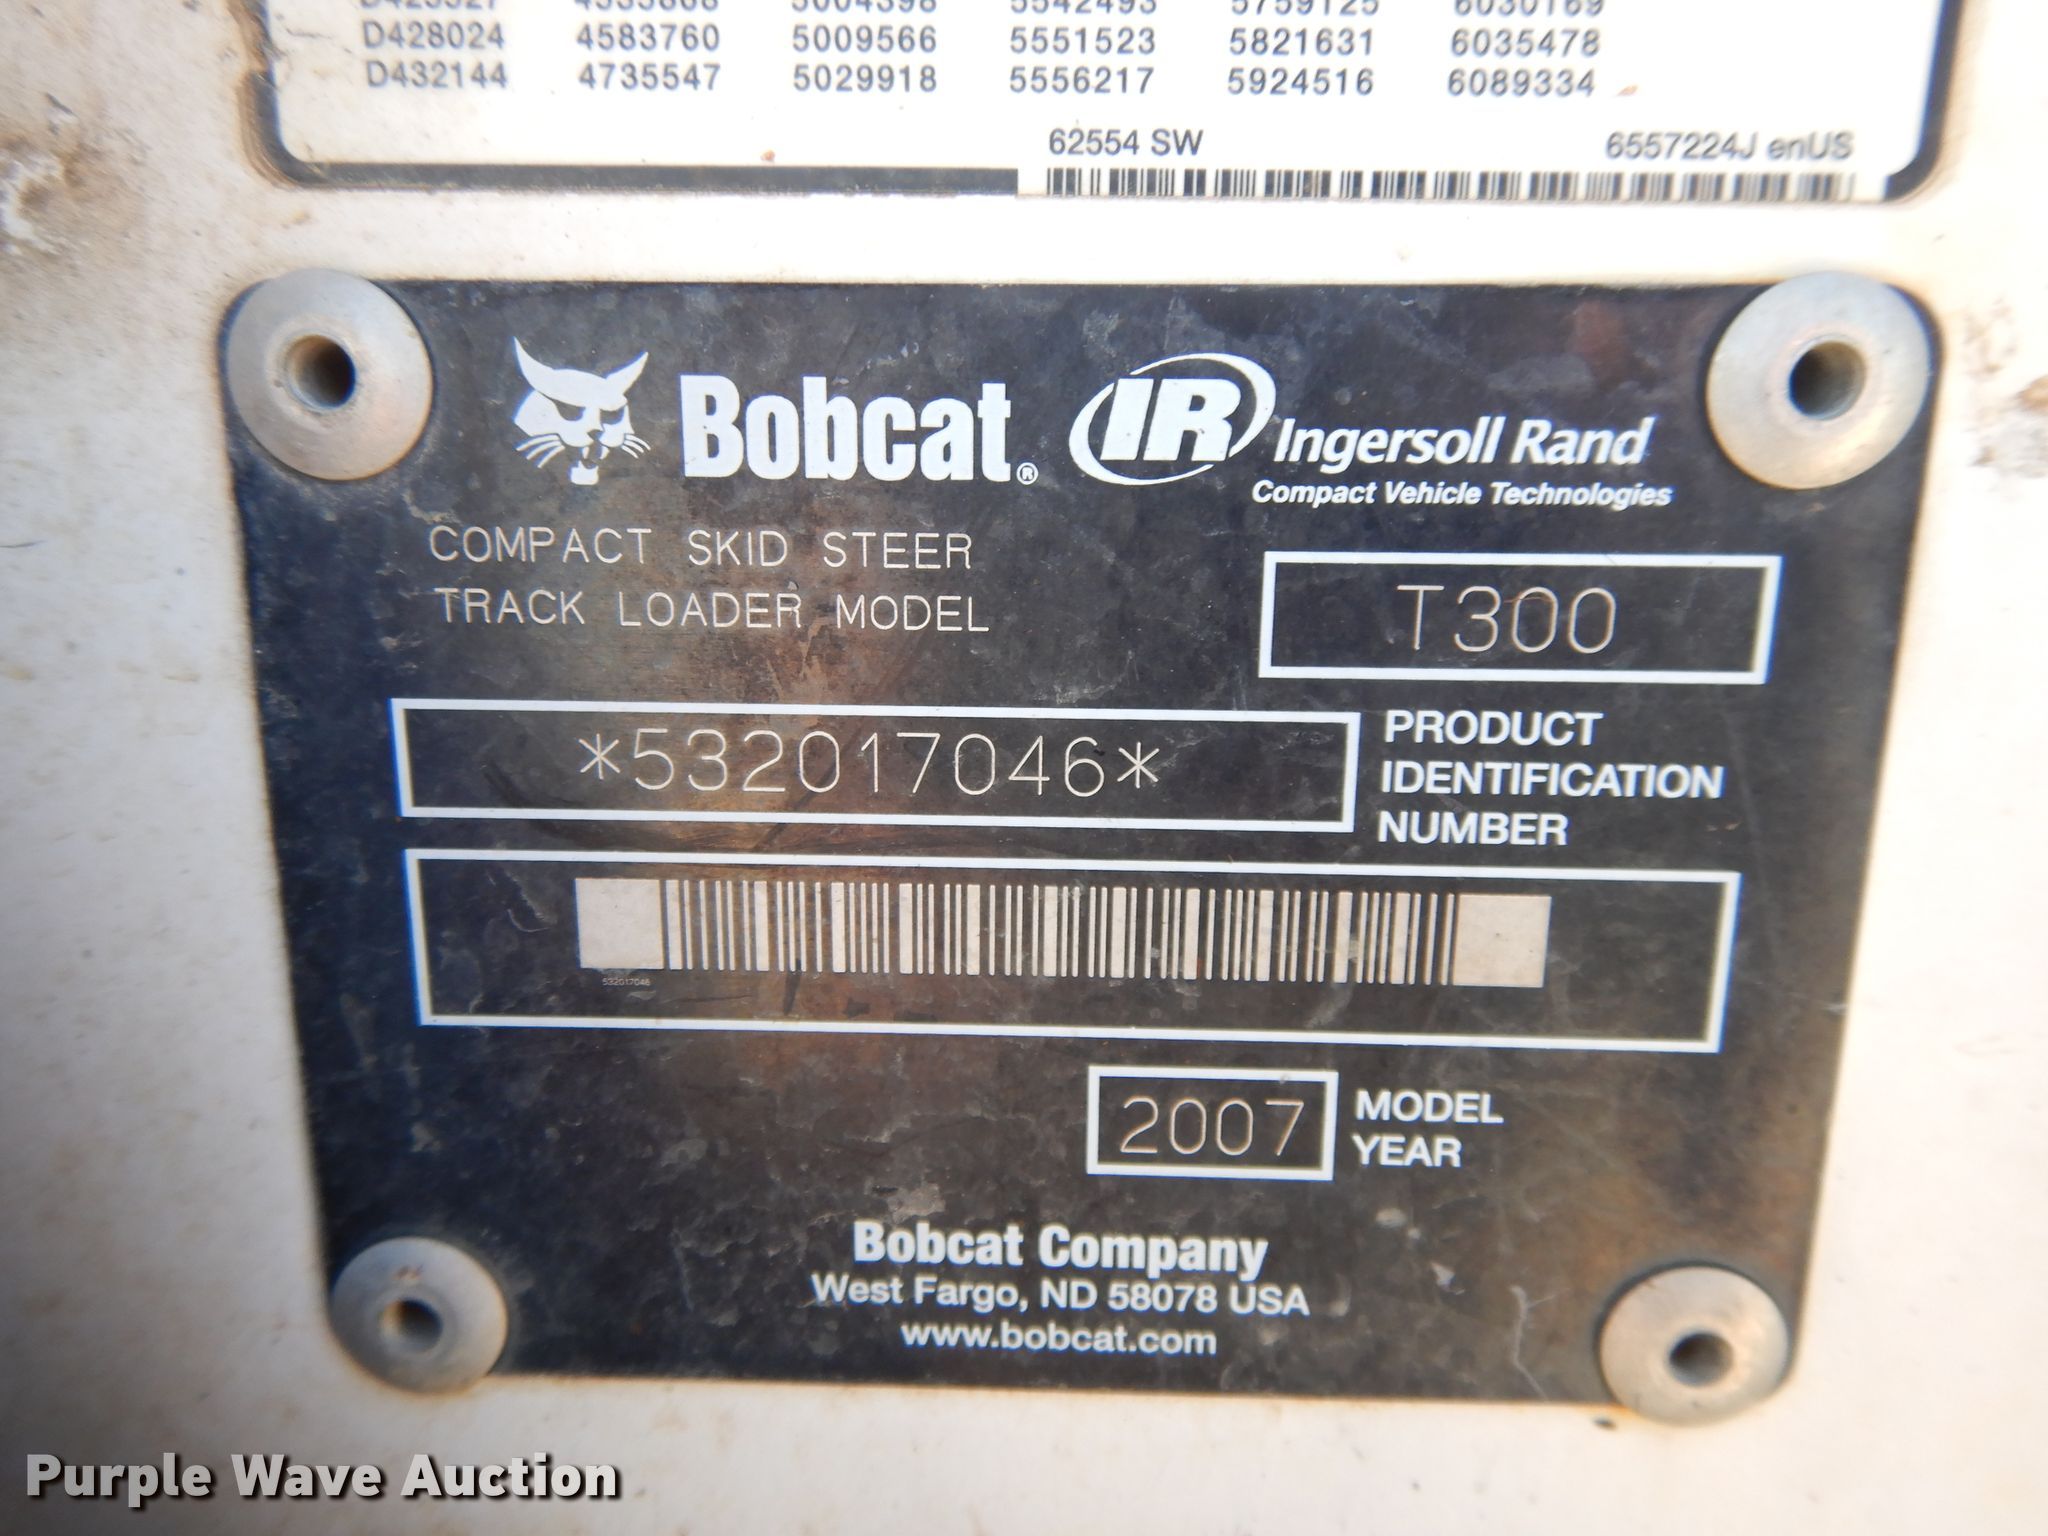 D428024 4583760 5009566 5551523 5821631 6035478
D432144 4735547 5029918 5556217 5924516 6089334
62554 SW 6557224J enUS
Bobcat® IR Ingersoll Rand
Compact Vehicle Technologies
COMPACT SKID STEER
TRACK LOADER MODEL
T300
*532017046*
PRODUCT
IDENTIFICATION
NUMBER
532017046
2007
MODEL
YEAR
Bobcat Company
West Fargo, ND 58078 USA
www.bobcat.com
Purple Wave Auction